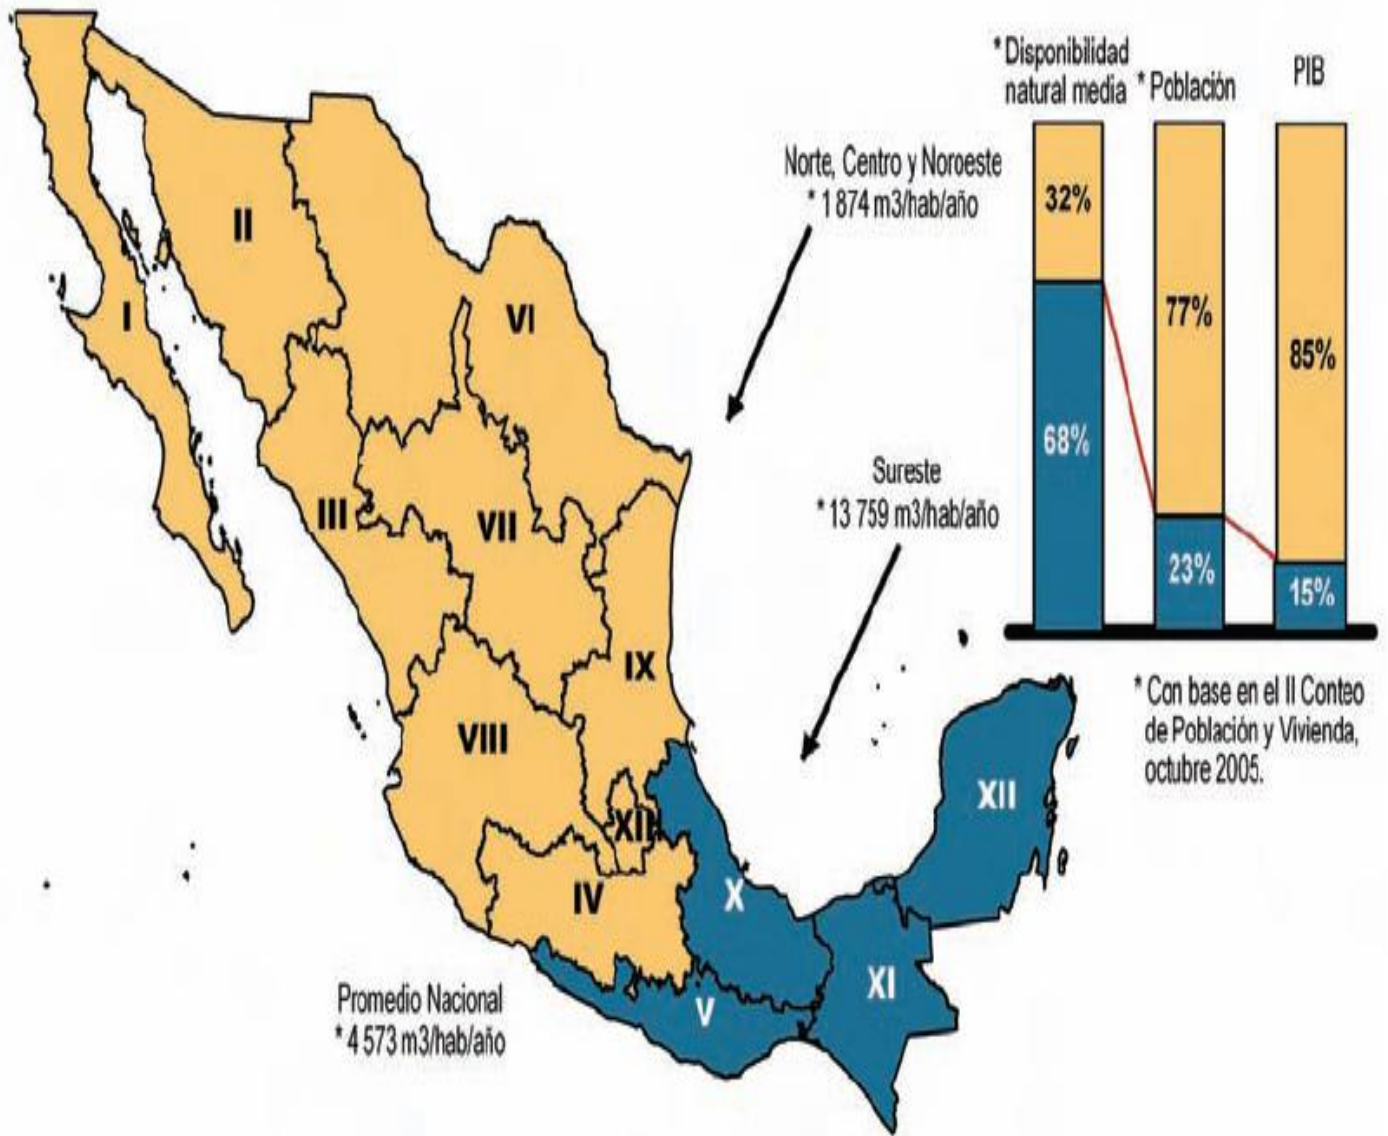 * Disponibilidad
natural media
* Población
PIB
Norte, Centro y Noroeste
* 1 874 m3/hab/año
32%
77%
85%
68%
23%
15%
Sureste
* 13 759 m3/hab/año
* Con base en el II Conteo
de Población y Vivienda,
octubre 2005.
Promedio Nacional
* 4 573 m3/hab/año
I
II
III
VI
VII
VIII
IX
XIII
IV
V
X
XI
XII